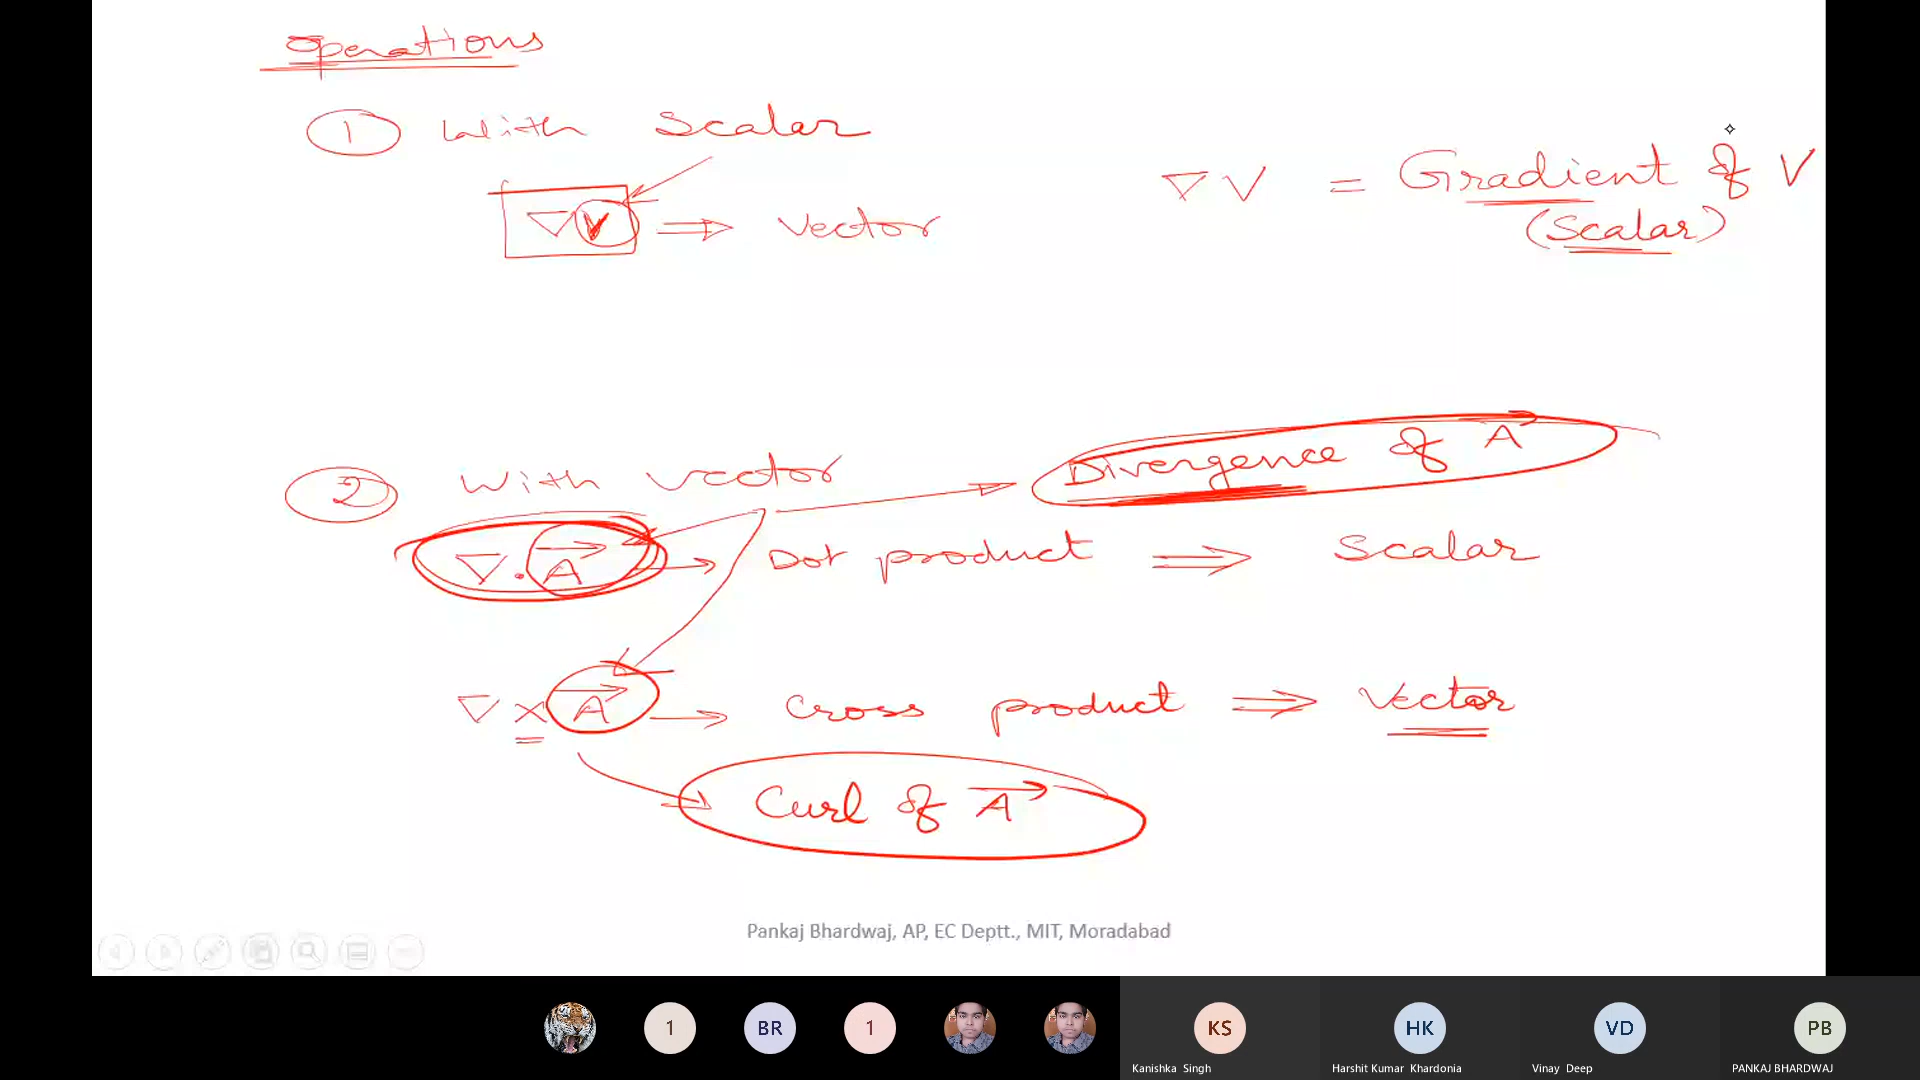 Operations
① With Scalar
∇V ⇒ Vector
∇V = Gradient of V
(Scalar)
② With Vector
Divergence of A⃗
∇.A⃗ → Dot product ⇒ Scalar
∇×A⃗ → Cross product ⇒ Vector
Curl of A⃗
Pankaj Bhardwaj, AP, EC Deptt., MIT, Moradabad
1 BR 1 KS HK VD PB
Kanishka Singh Harshit Kumar Khardonia Vinay Deep PANKAJ BHARDWAJ